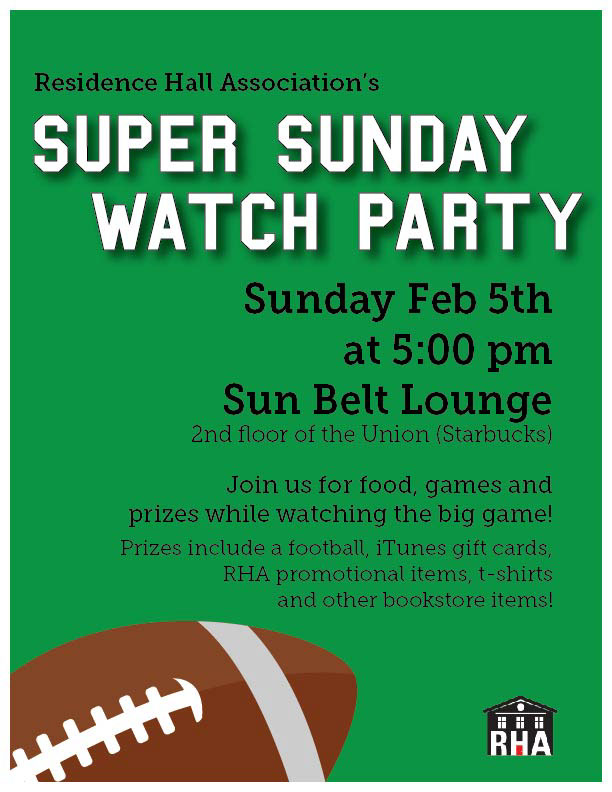 Residence Hall Association's
SUPER SUNDAY
WATCH PARTY
Sunday Feb 5th
at 5:00 pm
Sun Belt Lounge
2nd floor of the Union (Starbucks)
Join us for food, games and
prizes while watching the big game!
Prizes include a football, iTunes gift cards,
RHA promotional items, t-shirts
and other bookstore items!
RHA